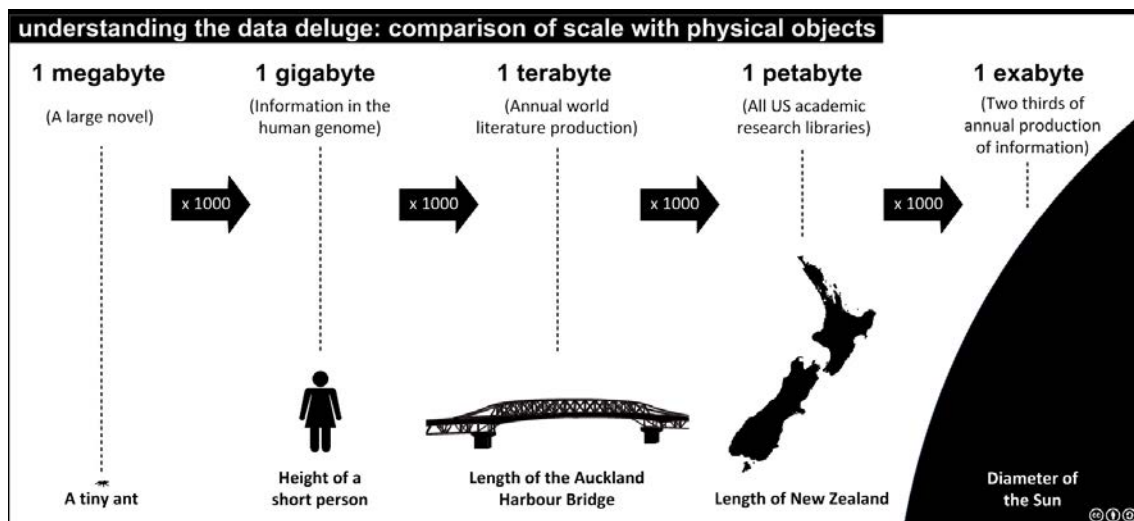 understanding the data deluge: comparison of scale with physical objects
1 megabyte
(A large novel)
1 gigabyte
(Information in the
human genome)
1 terabyte
(Annual world
literature production)
1 petabyte
(All US academic
research libraries)
1 exabyte
(Two thirds of
annual production
of information)
x 1000
x 1000
x 1000
x 1000
A tiny ant
Height of a
short person
Length of the Auckland
Harbour Bridge
Length of New Zealand
Diameter of
the Sun
cc